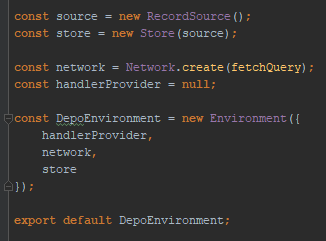 const source = new RecordSource();
const store = new Store(source);
const network = Network.create(fetchQuery);
const handlerProvider = null;
const DepoEnvironment = new Environment({
handlerProvider,
network,
store
});
export default DepoEnvironment;